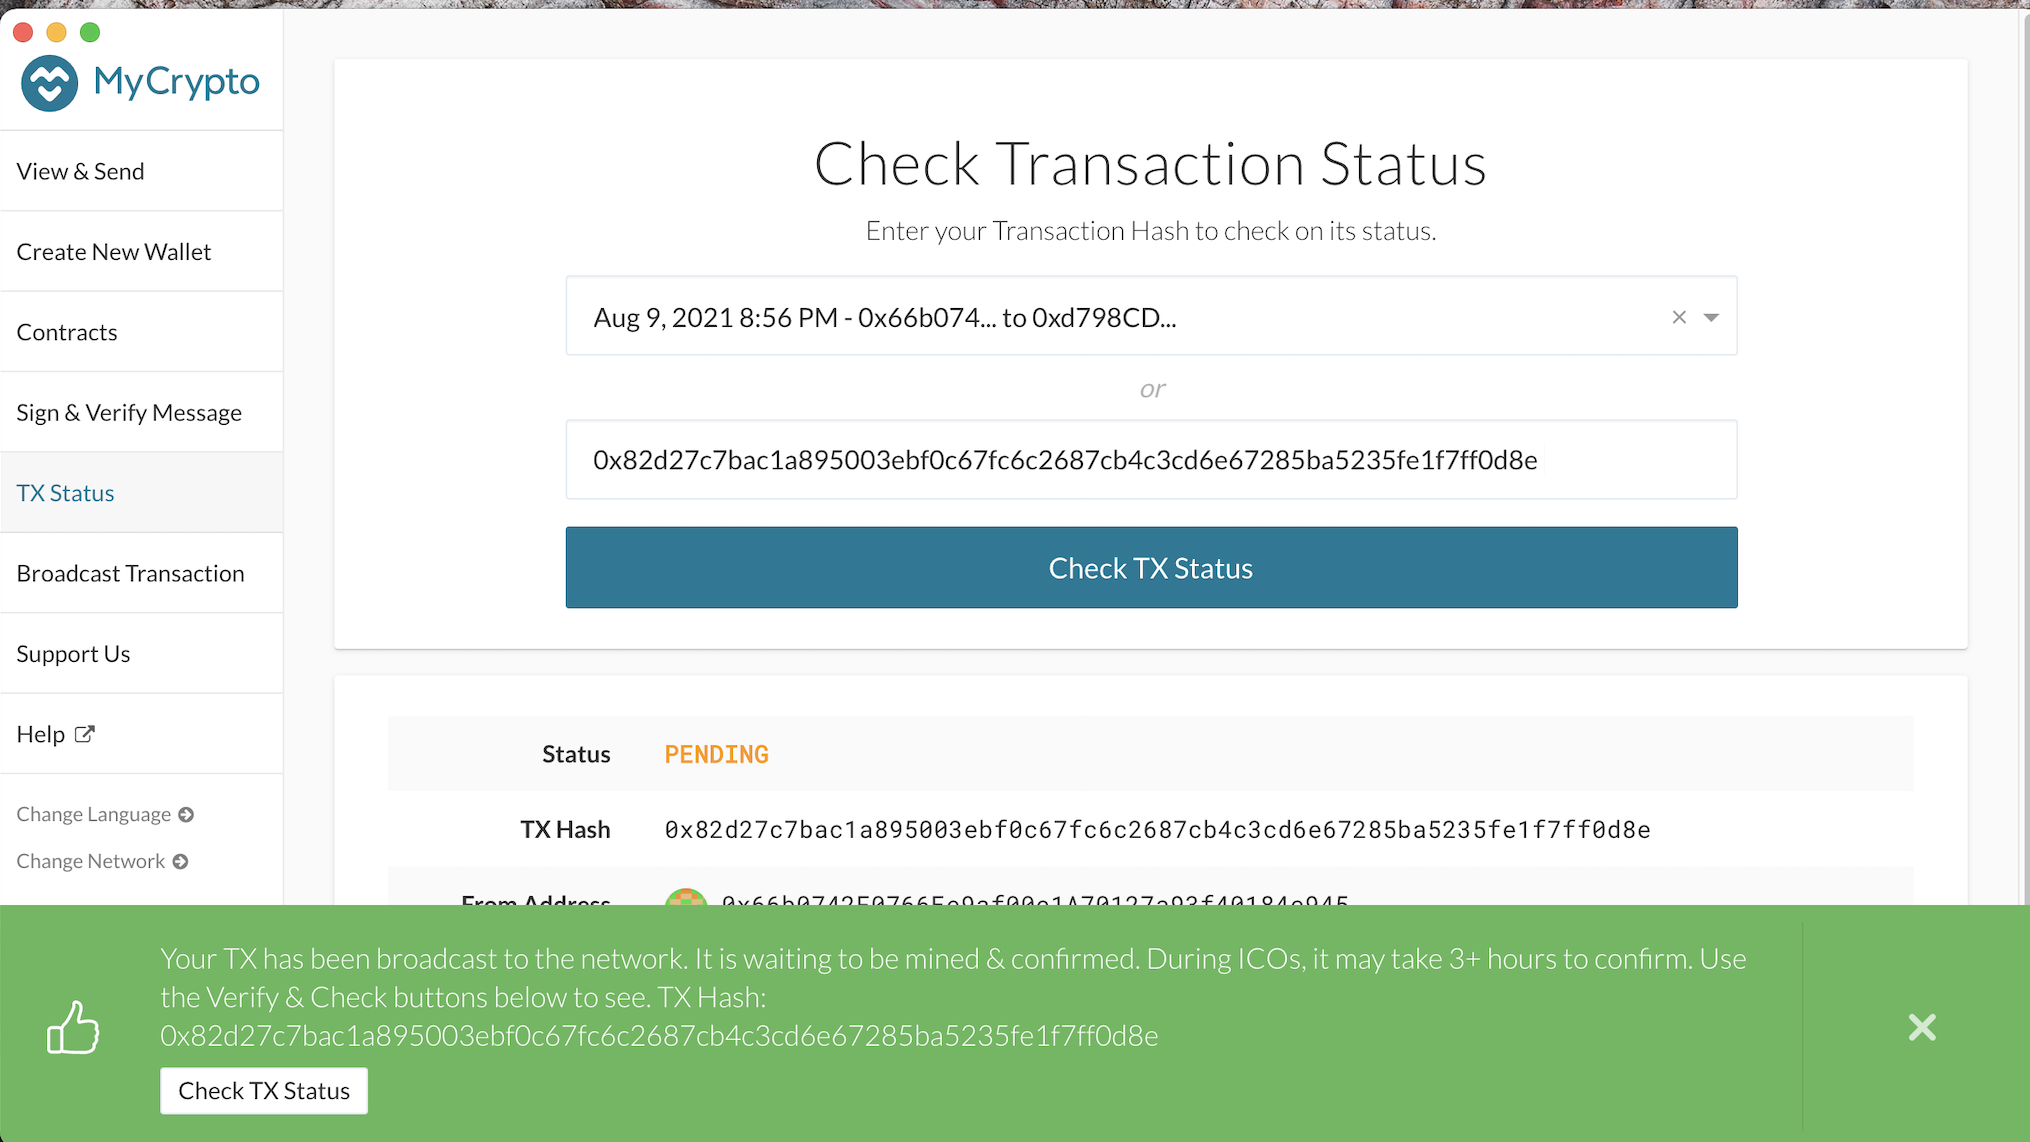 MyCrypto
View & Send
Create New Wallet
Contracts
Sign & Verify Message
TX Status
Broadcast Transaction
Support Us
Help
Change Language
Change Network
Check Transaction Status
Enter your Transaction Hash to check on its status.
Aug 9, 2021 8:56 PM - 0x66b074... to 0xd798CD...
or
0x82d27c7bac1a895003ebf0c67fc6c2687cb4c3cd6e67285ba5235fe1f7ff0d8e
Check TX Status
Status PENDING
TX Hash 0x82d27c7bac1a895003ebf0c67fc6c2687cb4c3cd6e67285ba5235fe1f7ff0d8e
From Address
Your TX has been broadcast to the network. It is waiting to be mined & confirmed. During ICOs, it may take 3+ hours to confirm. Use
the Verify & Check buttons below to see. TX Hash:
0x82d27c7bac1a895003ebf0c67fc6c2687cb4c3cd6e67285ba5235fe1f7ff0d8e
Check TX Status